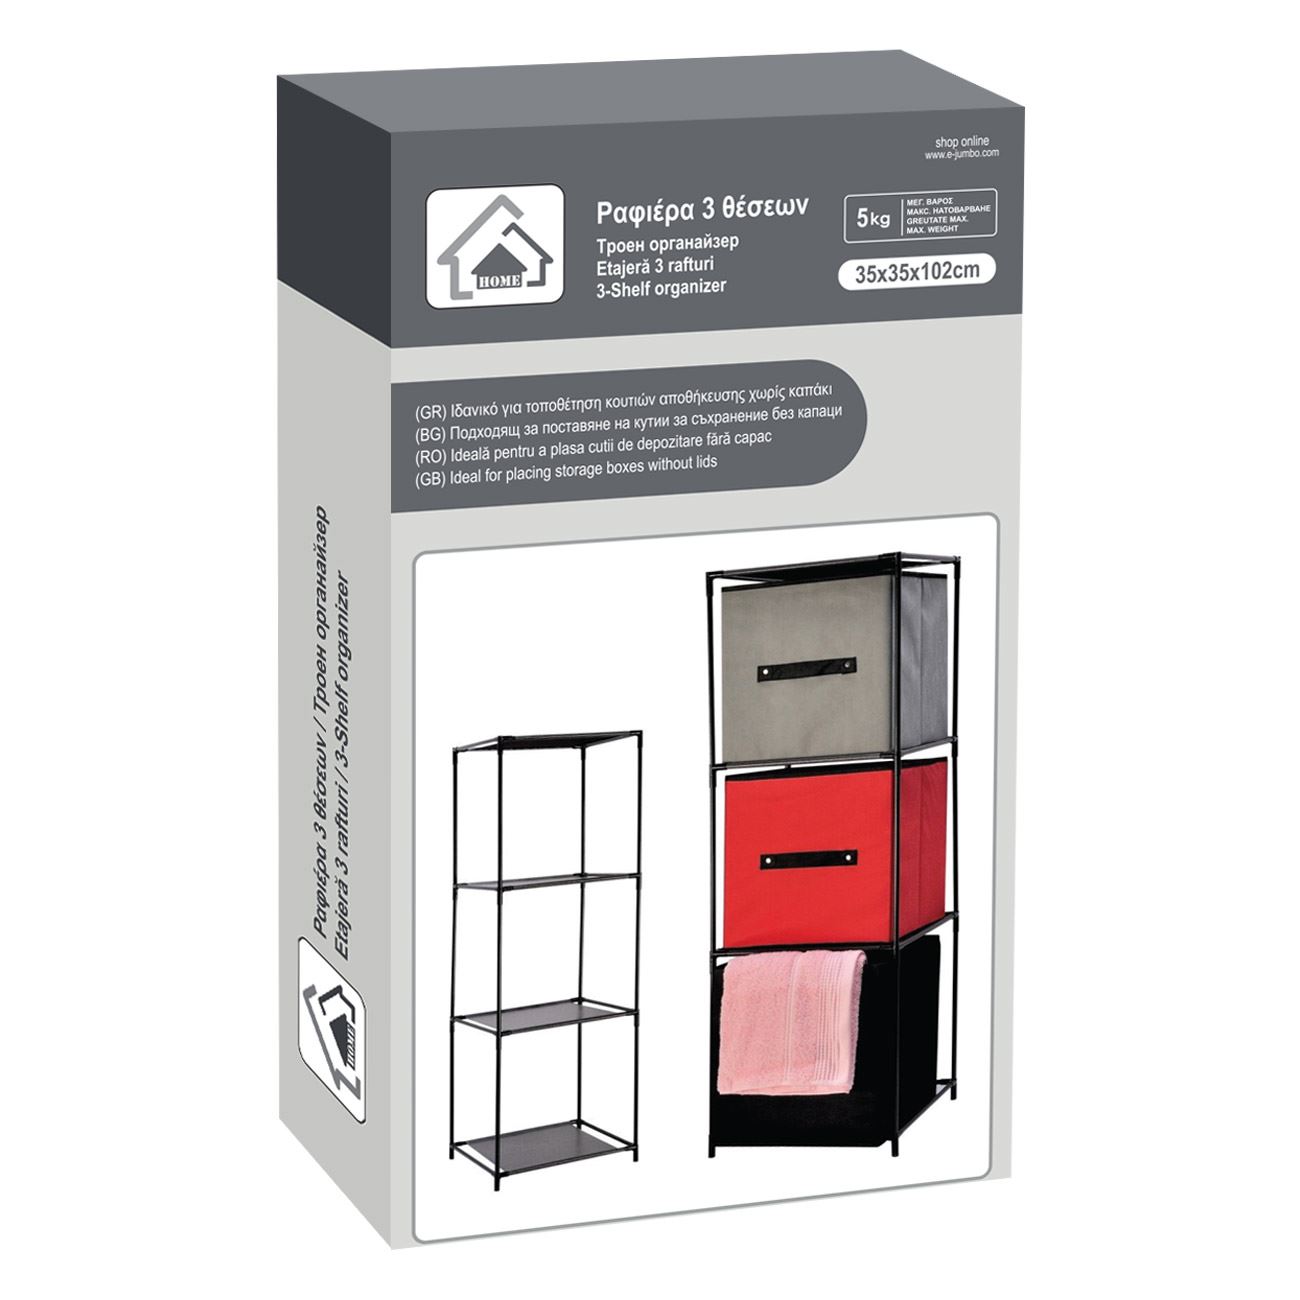 shop online
www.e-jumbo.com
HOME
Ραφιέρα 3 θέσεων
Троен органайзер
Etajeră 3 rafturi
3-Shelf organizer
5kg
ΜΕΓ. ΒΑΡΟΣ
МАКС. НАТОВАРВАНЕ
GREUTATE MAX.
MAX. WEIGHT
35x35x102cm
(GR) Ιδανικό για τοποθέτηση κουτιών αποθήκευσης χωρίς καπάκι
(BG) Подходящ за поставяне на кутии за съхранение без капаци
(RO) Ideală pentru a plasa cutii de depozitare fără capac
(GB) Ideal for placing storage boxes without lids
Ραφιέρα 3 θέσεων / Троен органайзер
Etajeră 3 rafturi / 3-Shelf organizer
HOME